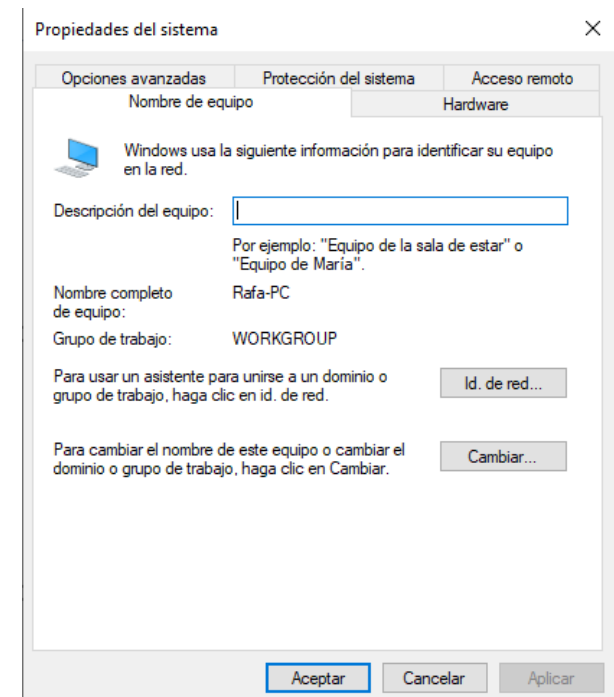 Propiedades del sistema
Opciones avanzadas
Protección del sistema
Acceso remoto
Nombre de equipo
Hardware
Windows usa la siguiente información para identificar su equipo
en la red.
Descripción del equipo:
Por ejemplo: "Equipo de la sala de estar" o
"Equipo de María".
Nombre completo
de equipo:
Rafa-PC
Grupo de trabajo:
WORKGROUP
Para usar un asistente para unirse a un dominio o
grupo de trabajo, haga clic en id. de red.
Id. de red...
Para cambiar el nombre de este equipo o cambiar el
dominio o grupo de trabajo, haga clic en Cambiar.
Cambiar...
Aceptar
Cancelar
Aplicar